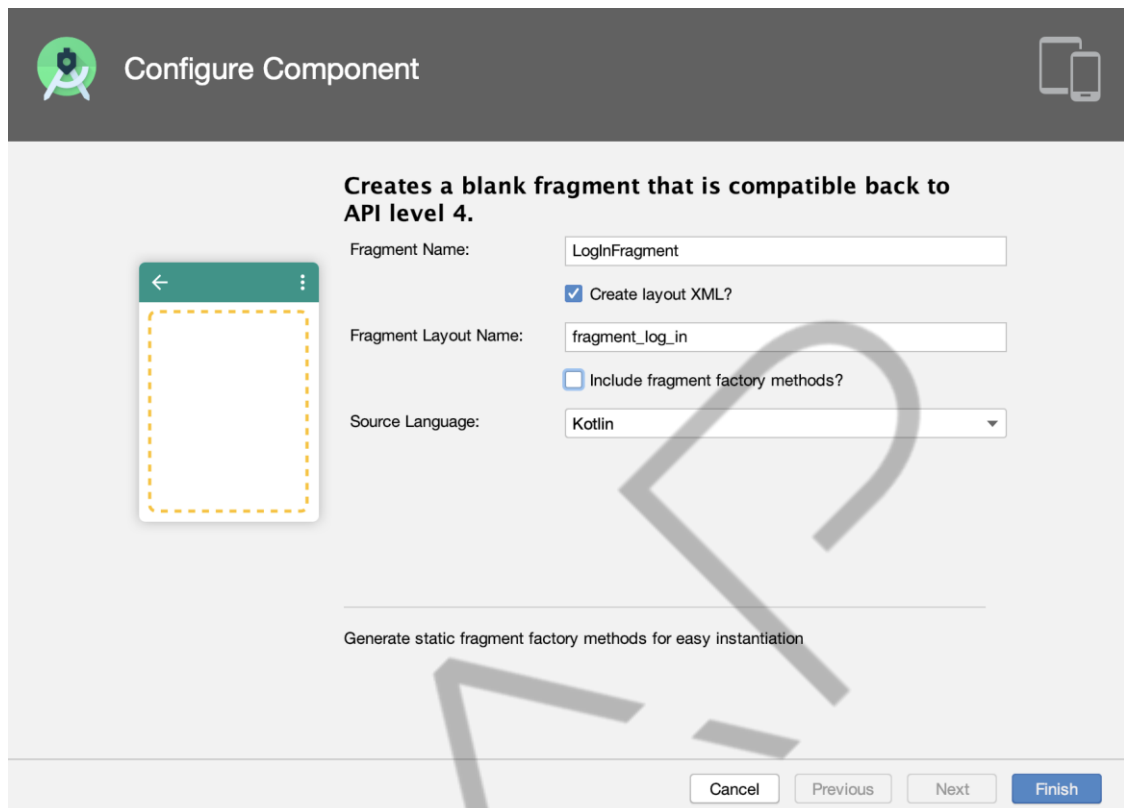 Configure Component
Creates a blank fragment that is compatible back to
API level 4.
Fragment Name:
LogInFragment
Create layout XML?
Fragment Layout Name:
fragment_log_in
Include fragment factory methods?
Source Language:
Kotlin
Generate static fragment factory methods for easy instantiation
Cancel
Previous
Next
Finish